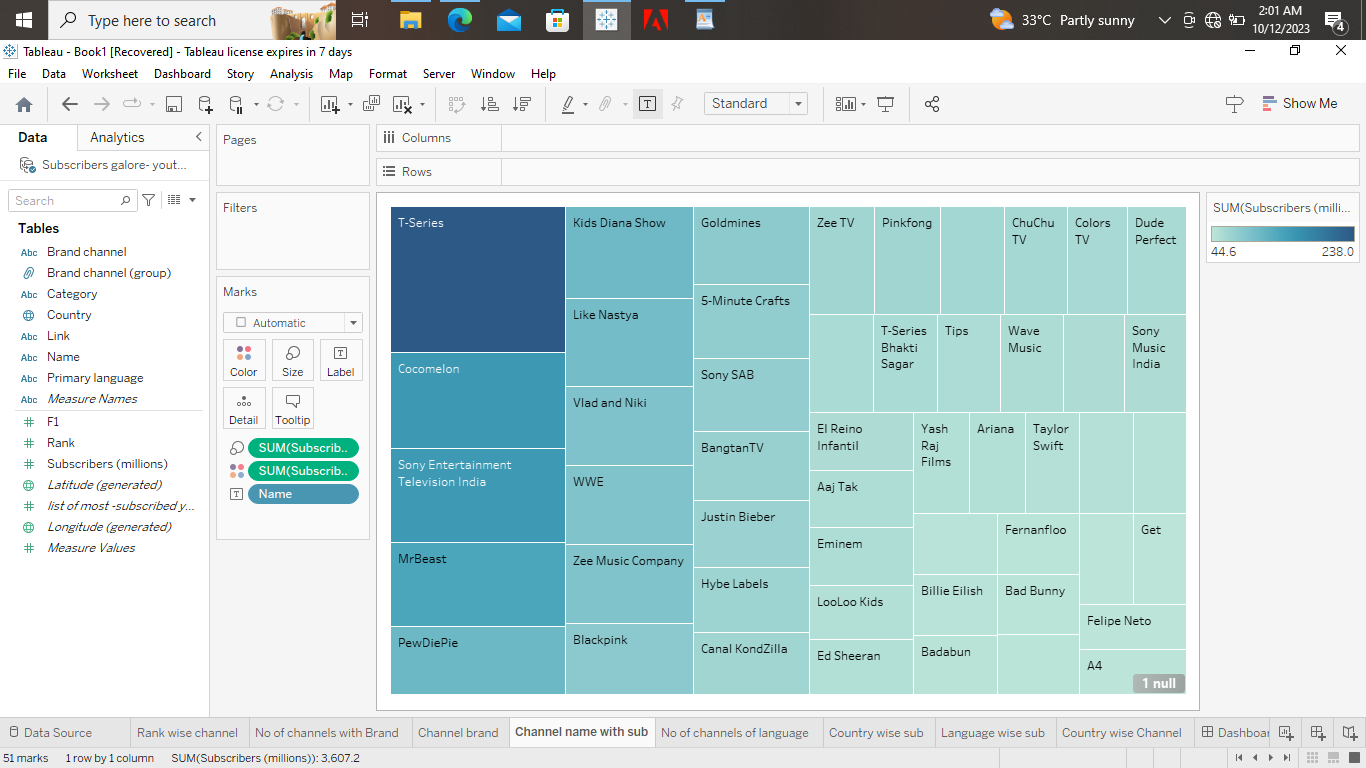 Type here to search
33°C Partly sunny
2:01 AM
10/12/2023
4
Tableau - Book1 [Recovered] - Tableau license expires in 7 days
File Data Worksheet Dashboard Story Analysis Map Format Server Window Help
Standard
Show Me
Data Analytics
Subscribers galore- yout...
Search
Tables
Abc Brand channel
Brand channel (group)
Abc Category
Country
Abc Link
Abc Name
Abc Primary language
Abc Measure Names
F1
Rank
Subscribers (millions)
Latitude (generated)
list of most -subscribed y...
Longitude (generated)
Measure Values
Pages
Filters
Marks
Automatic
Color Size Label
Detail Tooltip
SUM(Subscrib..
SUM(Subscrib..
Name
Columns
Rows
T-Series
Cocomelon
Sony Entertainment
Television India
MrBeast
PewDiePie
Kids Diana Show
Like Nastya
Vlad and Niki
WWE
Zee Music Company
Blackpink
Goldmines
5-Minute Crafts
Sony SAB
BangtanTV
Justin Bieber
Hybe Labels
Canal KondZilla
Zee TV
Pinkfong
ChuChu
TV
Colors
TV
Dude
Perfect
T-Series
Bhakti
Sagar
Tips
Wave
Music
Sony
Music
India
El Reino
Infantil
Aaj Tak
Eminem
LooLoo Kids
Ed Sheeran
Yash
Raj
Films
Ariana
Taylor
Swift
Fernanfloo
Get
Billie Eilish
Bad Bunny
Badabun
Felipe Neto
A4
1 null
SUM(Subscribers (milli...
44.6 238.0
Data Source
Rank wise channel
No of channels with Brand
Channel brand
Channel name with sub
No of channels of language
Country wise sub
Language wise sub
Country wise Channel
Dashboar
51 marks 1 row by 1 column SUM(Subscribers (millions)): 3,607.2